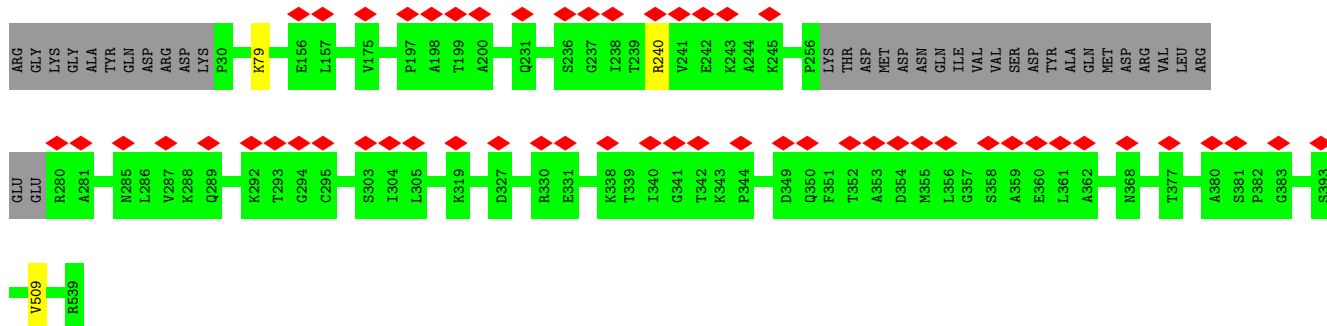 ARG GLY LYS GLY ALA TYR GLN ASP ARG ASP LYS P30 K79 E156 L157 V175 P197 A198 T199 A200 Q231 S236 G237 I238 T239 R240 V241 E242 K243 A244 K245 P256 LYS THR ASP MET ASP ASP ASN GLN ILE VAL VAL SER ASP TYR ALA GLN MET ASP ARG VAL LEU ARG
GLU GLU R280 A281 N285 L286 V287 K288 Q289 K292 T293 G294 C295 S303 I304 L305 K319 D327 R330 E331 K338 T339 I340 G341 T342 K343 P344 D349 Q350 F351 T352 A353 D354 M355 L356 G357 S358 A359 E360 L361 A362 N368 T377 A380 S381 P382 G383 S393
V509 R539